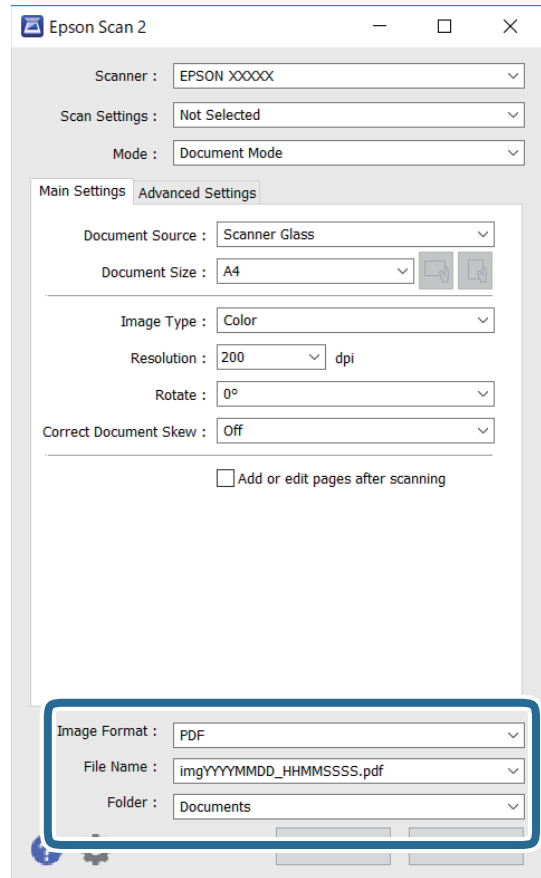 Epson Scan 2
Scanner : EPSON XXXXX
Scan Settings : Not Selected
Mode : Document Mode
Main Settings Advanced Settings
Document Source : Scanner Glass
Document Size : A4
Image Type : Color
Resolution : 200 dpi
Rotate : 0°
Correct Document Skew : Off
Add or edit pages after scanning
Image Format : PDF
File Name : imgYYYYMMDD_HHMMSSSS.pdf
Folder : Documents